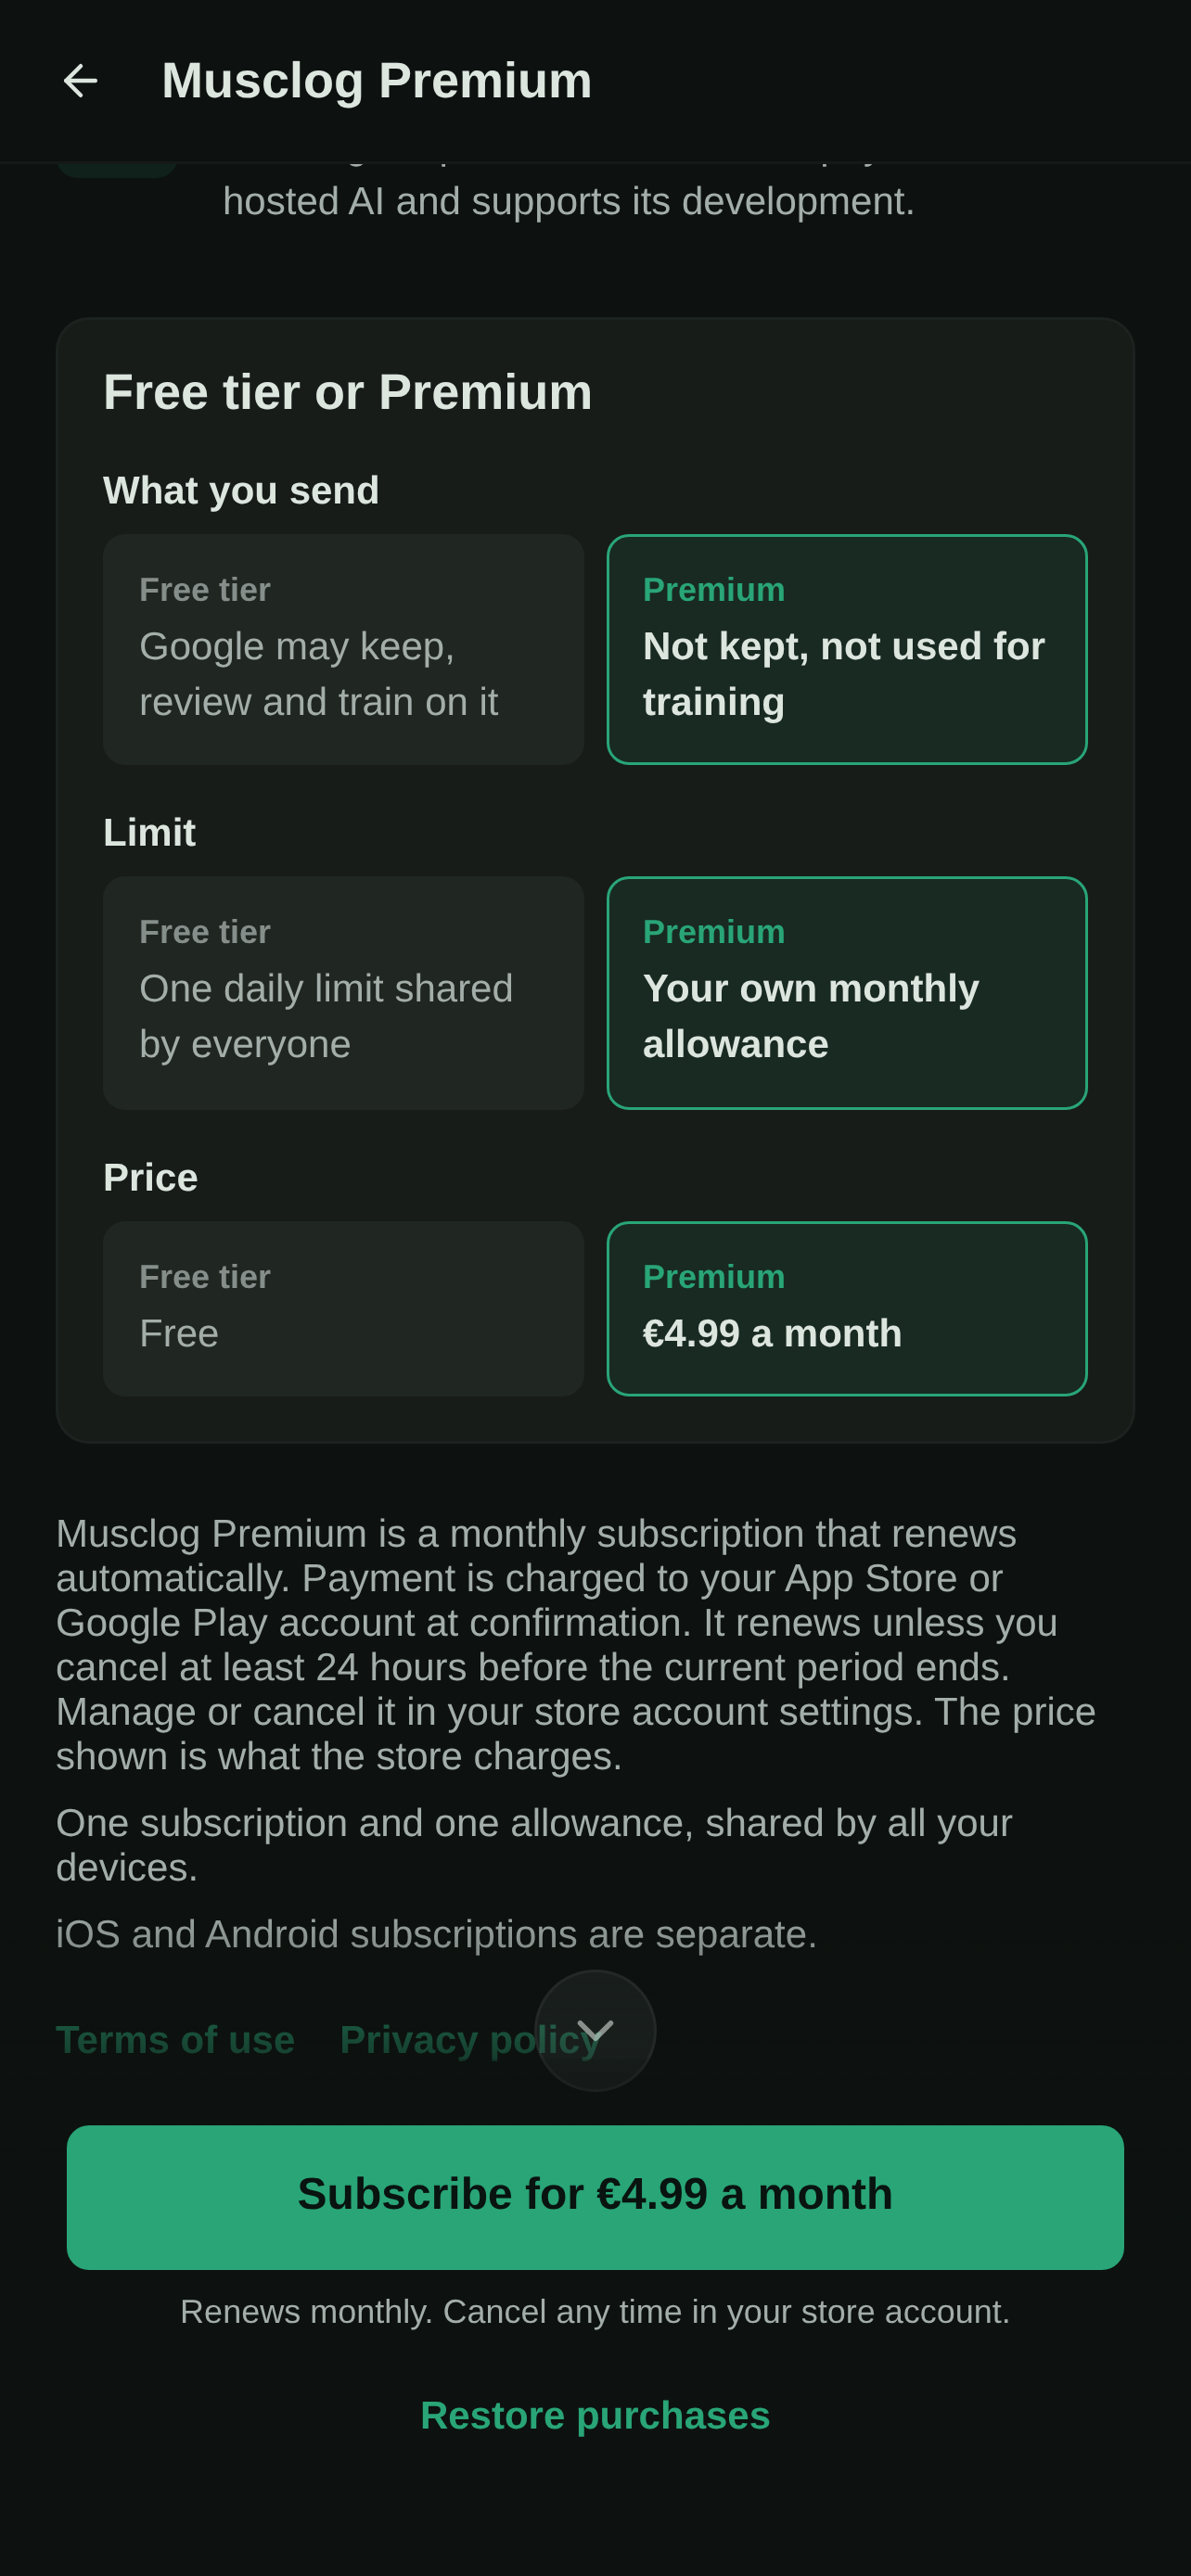 Musclog Premium
hosted AI and supports its development.
Free tier or Premium
What you send
Free tier
Google may keep,
review and train on it
Premium
Not kept, not used for
training
Limit
Free tier
One daily limit shared
by everyone
Premium
Your own monthly
allowance
Price
Free tier
Free
Premium
€4.99 a month
Musclog Premium is a monthly subscription that renews
automatically. Payment is charged to your App Store or
Google Play account at confirmation. It renews unless you
cancel at least 24 hours before the current period ends.
Manage or cancel it in your store account settings. The price
shown is what the store charges.
One subscription and one allowance, shared by all your
devices.
iOS and Android subscriptions are separate.
Terms of use Privacy policy
Subscribe for €4.99 a month
Renews monthly. Cancel any time in your store account.
Restore purchases